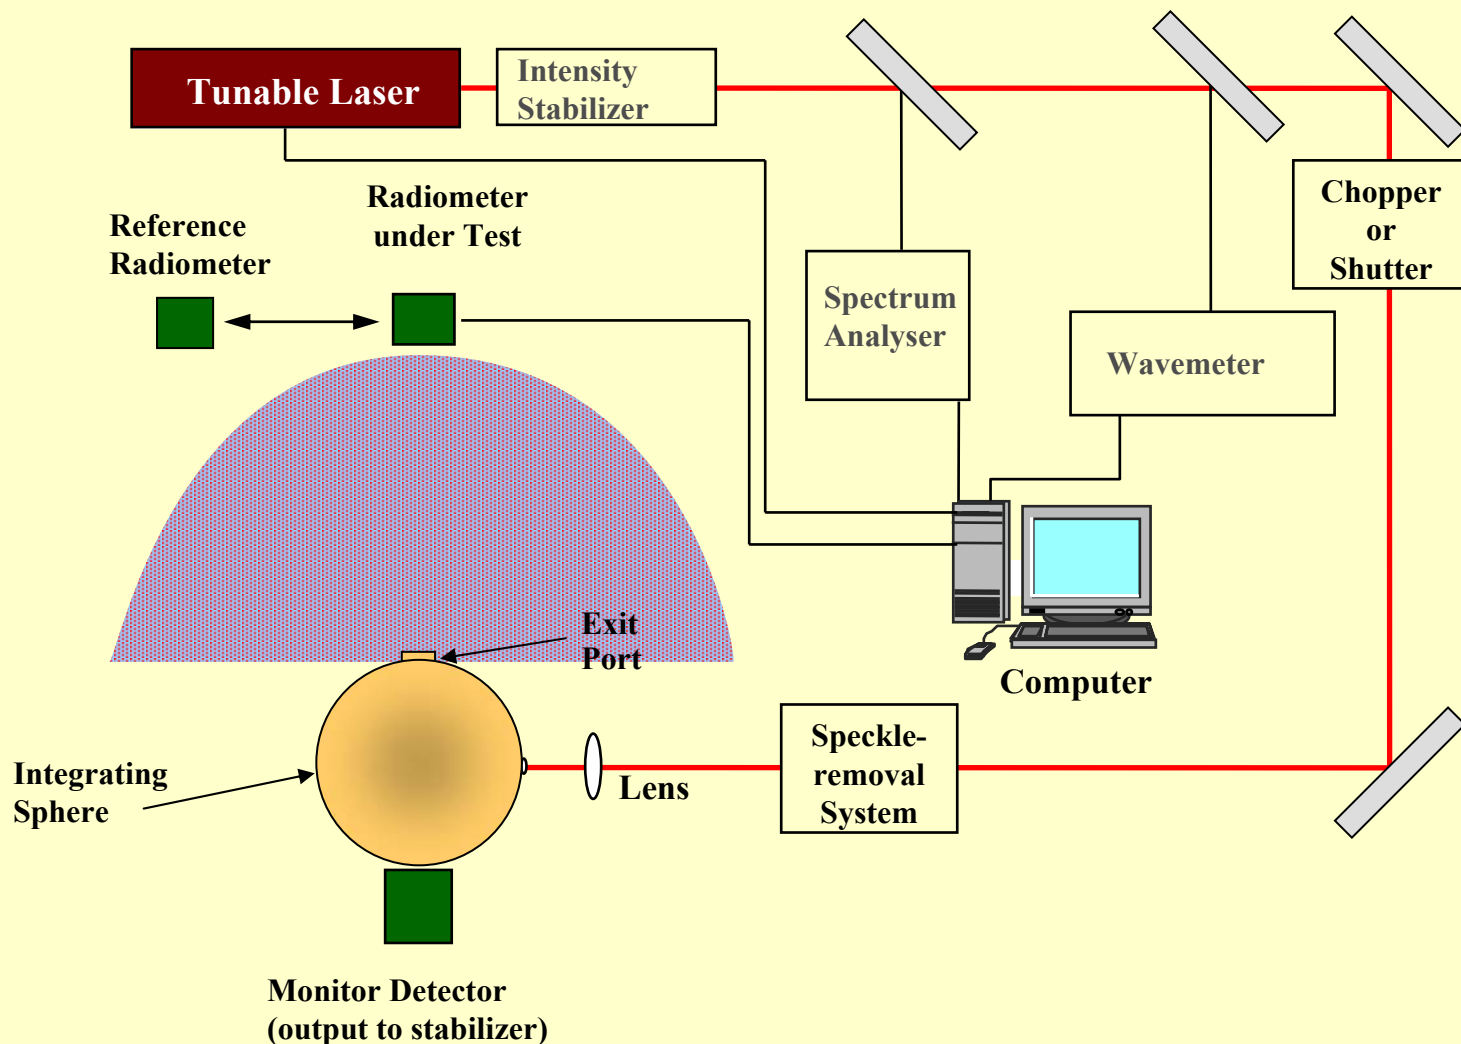 Tunable Laser
Intensity
Stabilizer
Radiometer
under Test
Reference
Radiometer
Chopper
or
Shutter
Spectrum
Analyser
Wavemeter
Exit
Port
Computer
Integrating
Sphere
Lens
Speckle-
removal
System
Monitor Detector
(output to stabilizer)